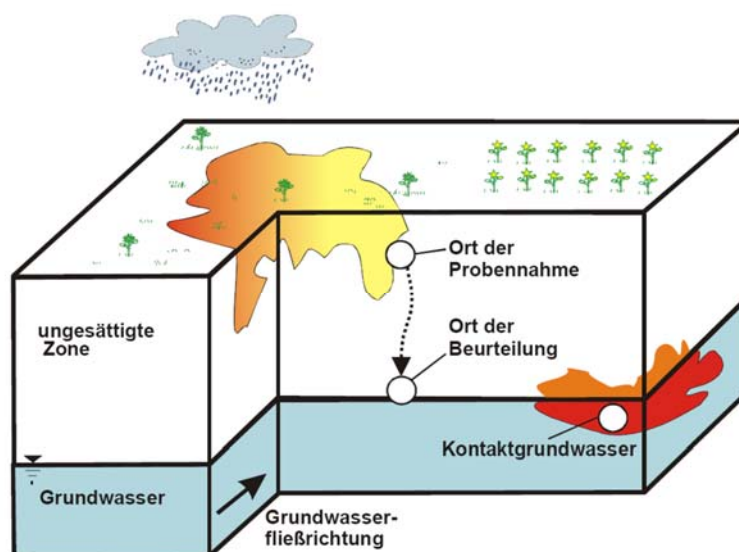 Ort der
Probennahme
ungesättigte
Zone
Ort der
Beurteilung
Kontaktgrundwasser
Grundwasser
Grundwasser-
fließrichtung